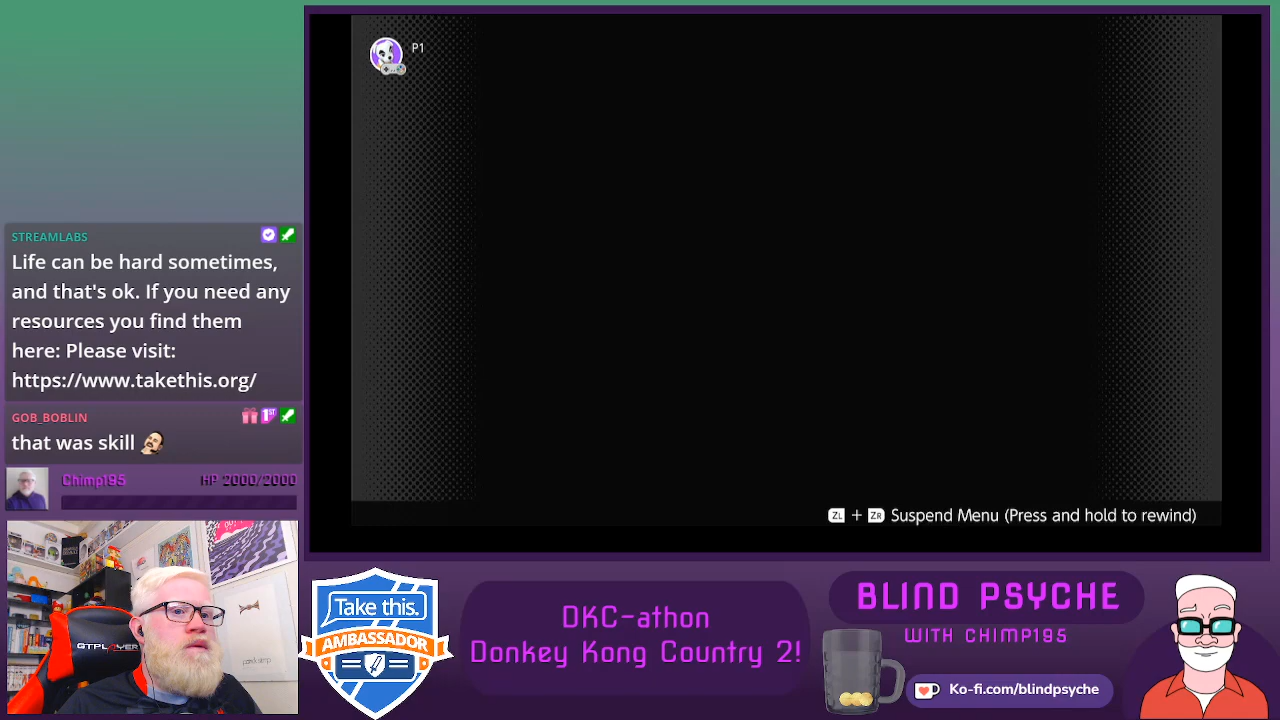 P1
STREAMLABS
Life can be hard sometimes,
and that's ok. If you need any
resources you find them
here: Please visit:
https://www.takethis.org/
GOB_BOBLIN
1ST
that was skill
Chimp195 HP 2000/2000
GTPLAYER
ZL + ZR Suspend Menu (Press and hold to rewind)
Take this.
AMBASSADOR
DKC-athon
Donkey Kong Country 2!
BLIND PSYCHE
WITH CHIMP195
Ko-fi.com/blindpsyche